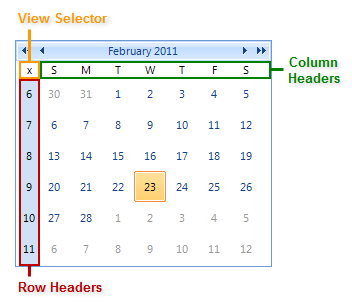 View Selector
February 2011
x S M T W T F S
Column
Headers
6 30 31 1 2 3 4 5
7 6 7 8 9 10 11 12
8 13 14 15 16 17 18 19
9 20 21 22 23 24 25 26
10 27 28 1 2 3 4 5
11 6 7 8 9 10 11 12
Row Headers